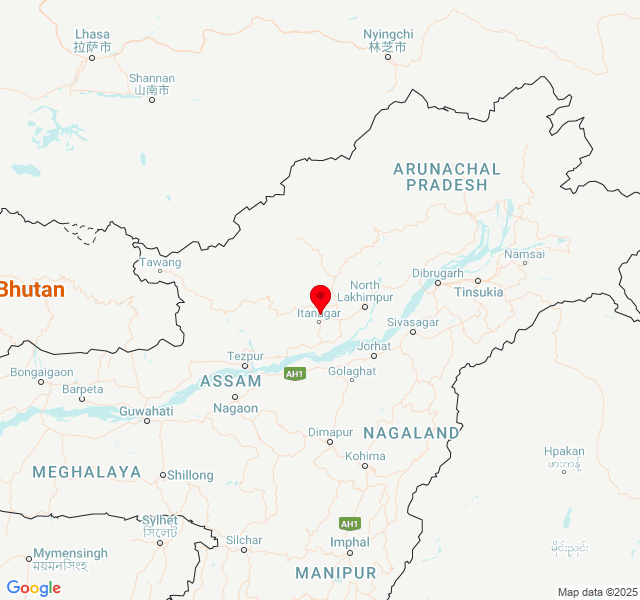 Lhasa
拉萨市
Nyingchi
林芝市
Shannan
山南市
ARUNACHAL
PRADESH
Tawang
Namsai
Bhutan
Dibrugarh
North
Lakhimpur
Tinsukia
Itanagar
Sivasagar
Jorhat
Tezpur
Bongaigaon
AH1
Golaghat
ASSAM
Barpeta
Nagaon
Guwahati
Dimapur
NAGALAND
Kohima
Hpakan
ဖားကန့်
MEGHALAYA
Shillong
Sylhet
সিলেট
AH1
Silchar
Imphal
မိုင်းညှင်း
Mymensingh
ময়মনসিংহ
MANIPUR
Google
Map data ©2025